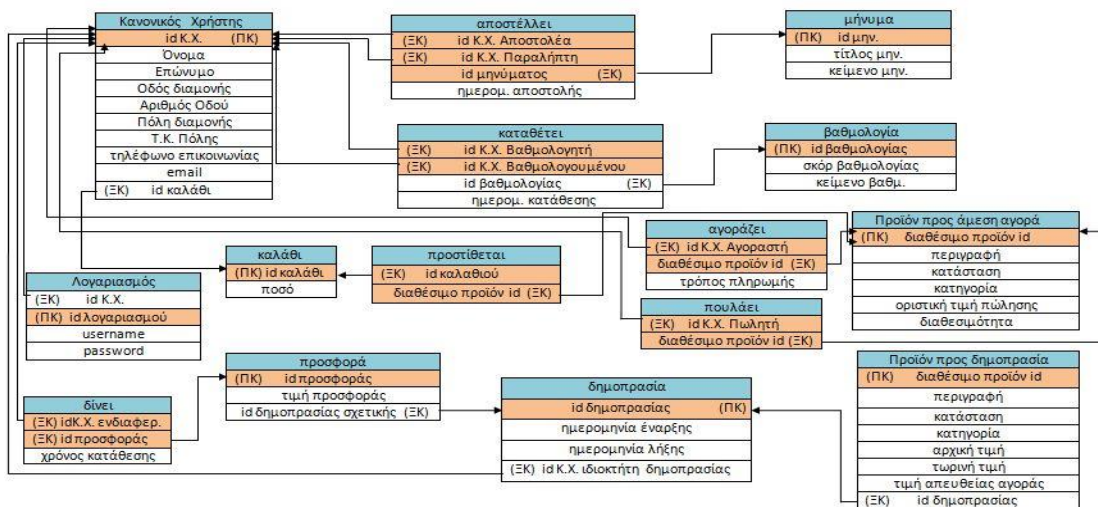 Κανονικός Χρήστης
id Κ.Χ. (ΠΚ)
Όνομα
Επώνυμο
Οδός διαμονής
Αριθμός Οδού
Πόλη διαμονής
Τ.Κ. Πόλης
τηλέφωνο επικοινωνίας
email
(ΞΚ) id καλάθι
αποστέλλει
(ΞΚ) id Κ.Χ. Αποστολέα
(ΞΚ) id Κ.Χ. Παραλήπτη
id μηνύματος (ΞΚ)
ημερομ. αποστολής
μήνυμα
(ΠΚ) id μην.
τίτλος μην.
κείμενο μην.
καταθέτει
(ΞΚ) id Κ.Χ. Βαθμολογητή
(ΞΚ) id Κ.Χ. Βαθμολογουμένου
id βαθμολογίας (ΞΚ)
ημερομ. κατάθεσης
βαθμολογία
(ΠΚ) id βαθμολογίας
σκόρ βαθμολογίας
κείμενο βαθμ.
αγοράζει
(ΞΚ) id Κ.Χ. Αγοραστή
διαθέσιμο προϊόν id (ΞΚ)
τρόπος πληρωμής
Προϊόν προς άμεση αγορά
(ΠΚ) διαθέσιμο προϊόν id
περιγραφή
κατάσταση
κατηγορία
οριστική τιμή πώλησης
διαθεσιμότητα
καλάθι
(ΠΚ) id καλάθι
ποσό
προστίθεται
(ΞΚ) id καλαθιού
διαθέσιμο προϊόν id (ΞΚ)
Λογαριασμός
(ΞΚ) id Κ.Χ.
(ΠΚ) id λογαριασμού
username
password
πουλάει
(ΞΚ) id Κ.Χ. Πωλητή
διαθέσιμο προϊόν id (ΞΚ)
προσφορά
(ΠΚ) id προσφοράς
τιμή προσφοράς
id δημοπρασίας σχετικής (ΞΚ)
δίνει
(ΞΚ) idΚ.Χ. ενδιαφερ.
(ΞΚ) id προσφοράς
χρόνος κατάθεσης
δημοπρασία
id δημοπρασίας (ΠΚ)
ημερομηνία έναρξης
ημερομηνία λήξης
(ΞΚ) id Κ.Χ. ιδιοκτήτη δημοπρασίας
Προϊόν προς δημοπρασία
(ΠΚ) διαθέσιμο προϊόν id
περιγραφή
κατάσταση
κατηγορία
αρχική τιμή
τωρινή τιμή
τιμή απευθείας αγοράς
(ΞΚ) id δημοπρασίας